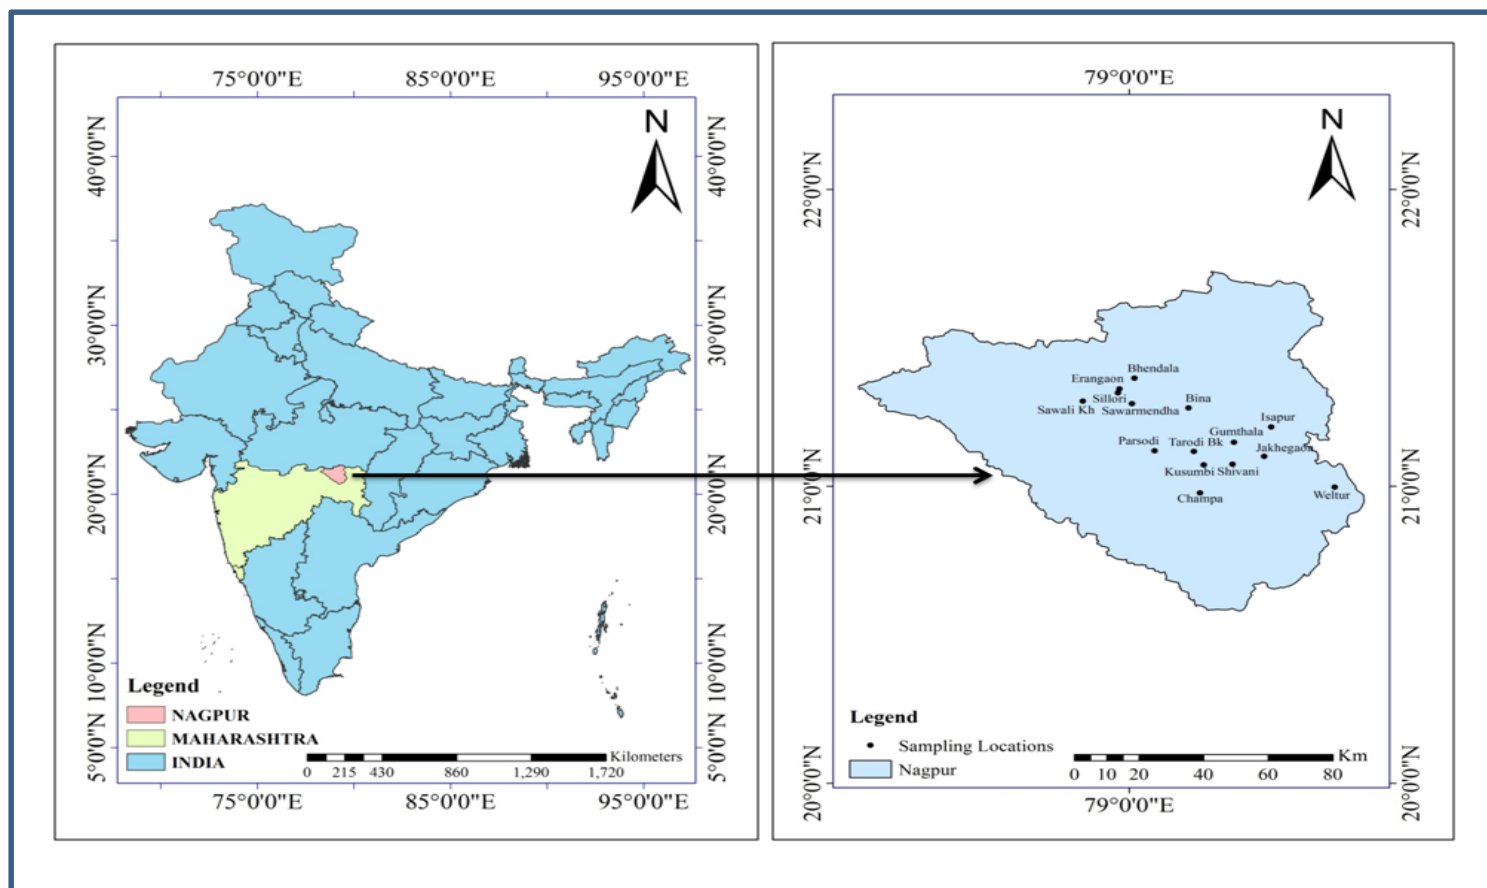 75°0'0"E 85°0'0"E 95°0'0"E
N
40°0'0"N
30°0'0"N
20°0'0"N
10°0'0"N
5°0'0"N
40°0'0"N
30°0'0"N
20°0'0"N
10°0'0"N
5°0'0"N
Legend
NAGPUR
MAHARASHTRA
INDIA
Kilometers
0 215 430 860 1,290 1,720
75°0'0"E 85°0'0"E 95°0'0"E
79°0'0"E
N
22°0'0"N
21°0'0"N
20°0'0"N
22°0'0"N
21°0'0"N
20°0'0"N
Bhendala
Erangaon
Sillori
Sawali Kh
Sawarmendha
Bina
Isapur
Gumthala
Parsodi
Tarodi Bk
Jakhegaon
Kusumbi
Shivani
Champa
Weltur
Legend
Sampling Locations
Nagpur
Km
0 10 20 40 60 80
79°0'0"E